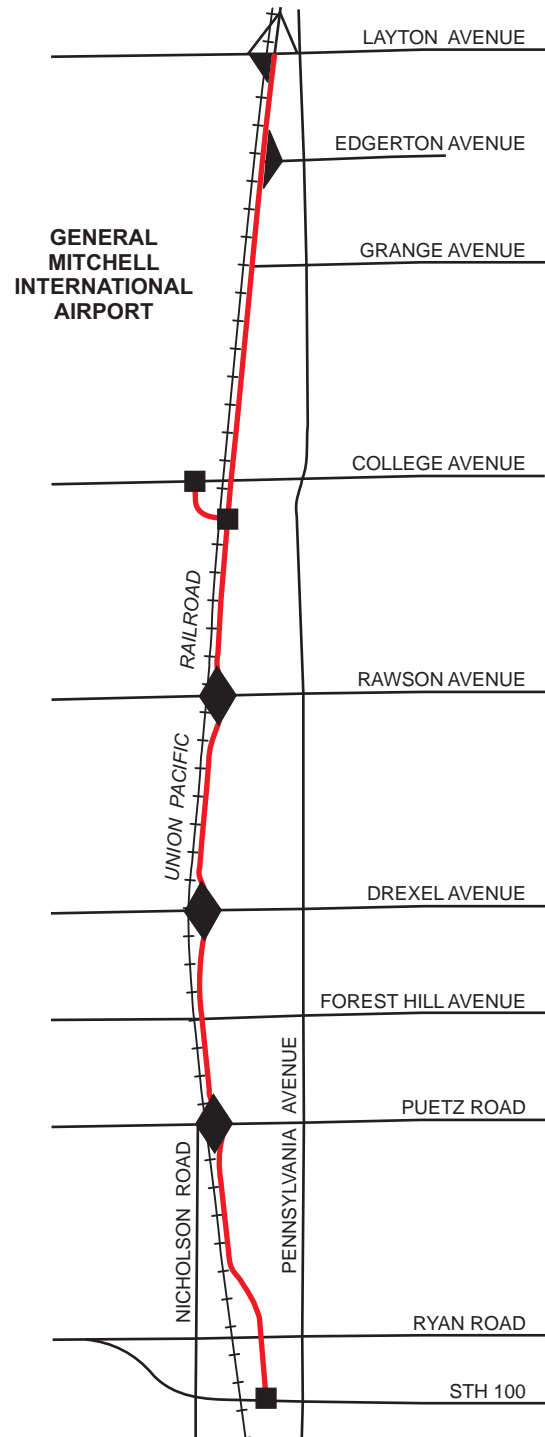 LAYTON AVENUE
EDGERTON AVENUE
GENERAL
MITCHELL
INTERNATIONAL
AIRPORT
GRANGE AVENUE
COLLEGE AVENUE
RAILROAD
RAWSON AVENUE
UNION PACIFIC
DREXEL AVENUE
FOREST HILL AVENUE
PENNSYLVANIA AVENUE
PUETZ ROAD
NICHOLSON ROAD
RYAN ROAD
STH 100